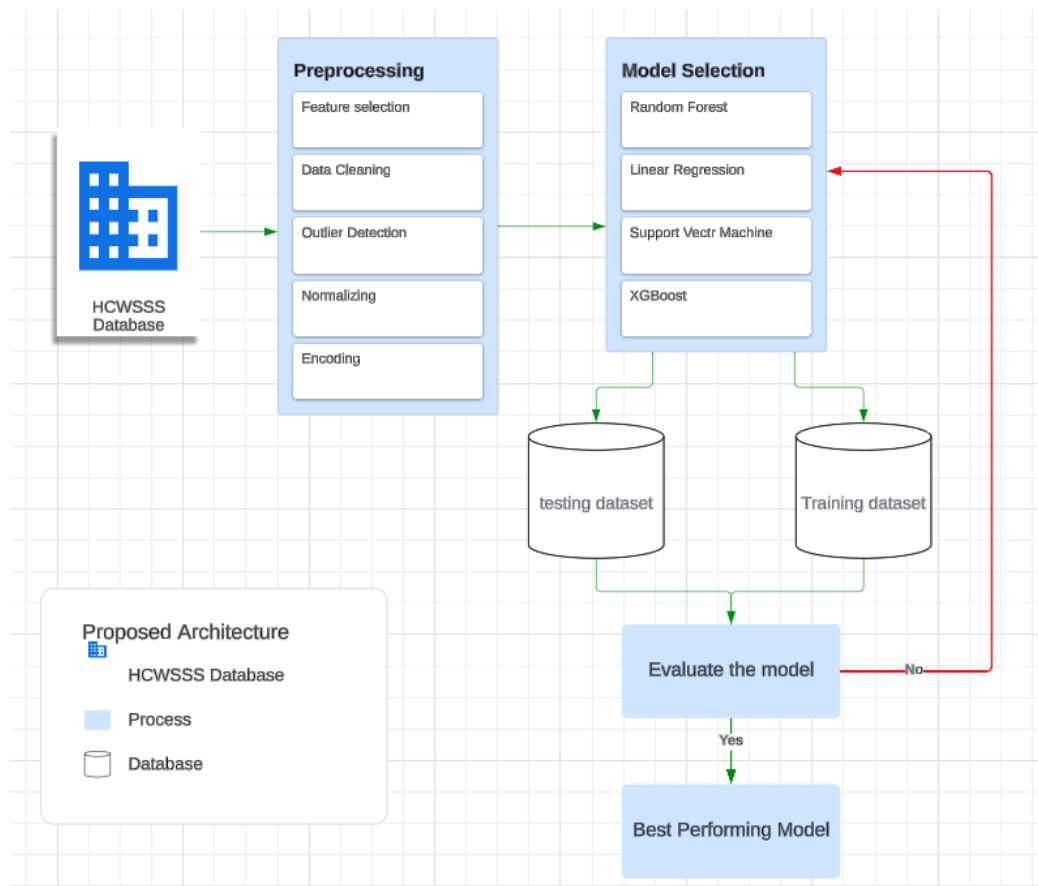 Preprocessing
Feature selection
Data Cleaning
Outlier Detection
Normalizing
Encoding
Model Selection
Random Forest
Linear Regression
Support Vectr Machine
XGBoost
HCWSSS
Database
testing dataset
Training dataset
Evaluate the model
No
Yes
Best Performing Model
Proposed Architecture
HCWSSS Database
Process
Database